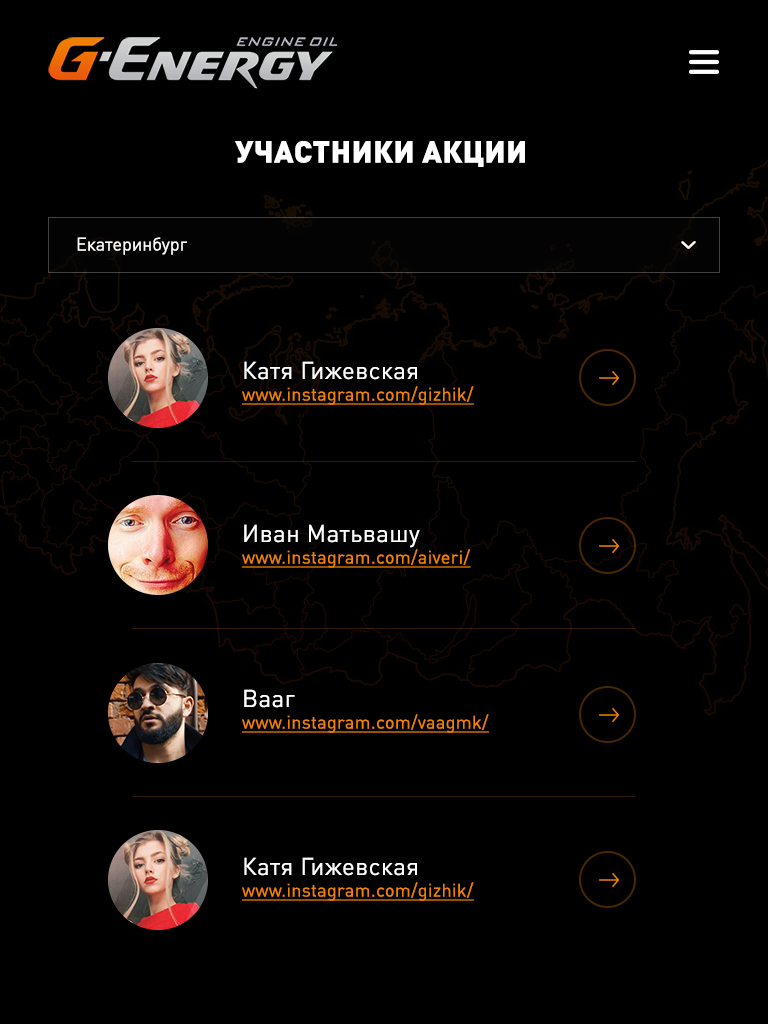 ENGINE OIL
G-ENERGY
УЧАСТНИКИ АКЦИИ
Екатеринбург
Катя Гижевская
www.instagram.com/gizhik/
Иван Матьвашу
www.instagram.com/aiveri/
Вааг
www.instagram.com/vaagmk/
Катя Гижевская
www.instagram.com/gizhik/